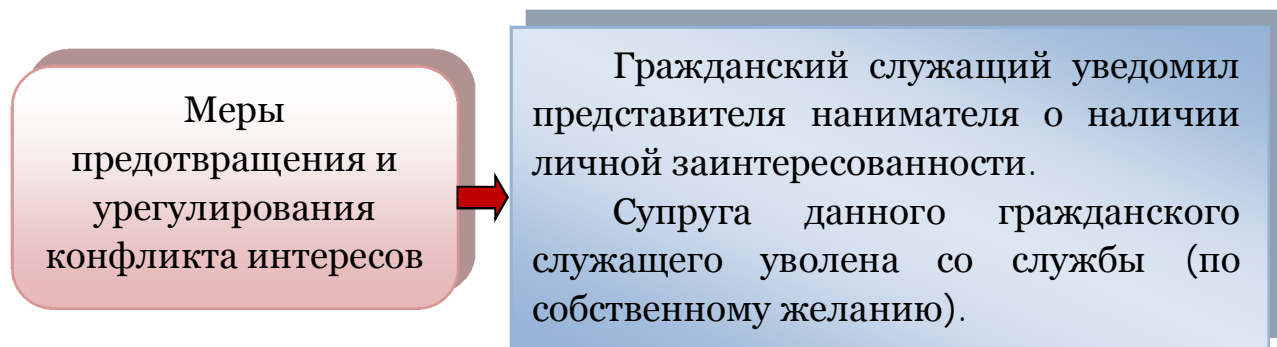 Меры
предотвращения и
урегулирования
конфликта интересов
Гражданский служащий уведомил
представителя нанимателя о наличии
личной заинтересованности.
Супруга данного гражданского
служащего уволена со службы (по
собственному желанию).